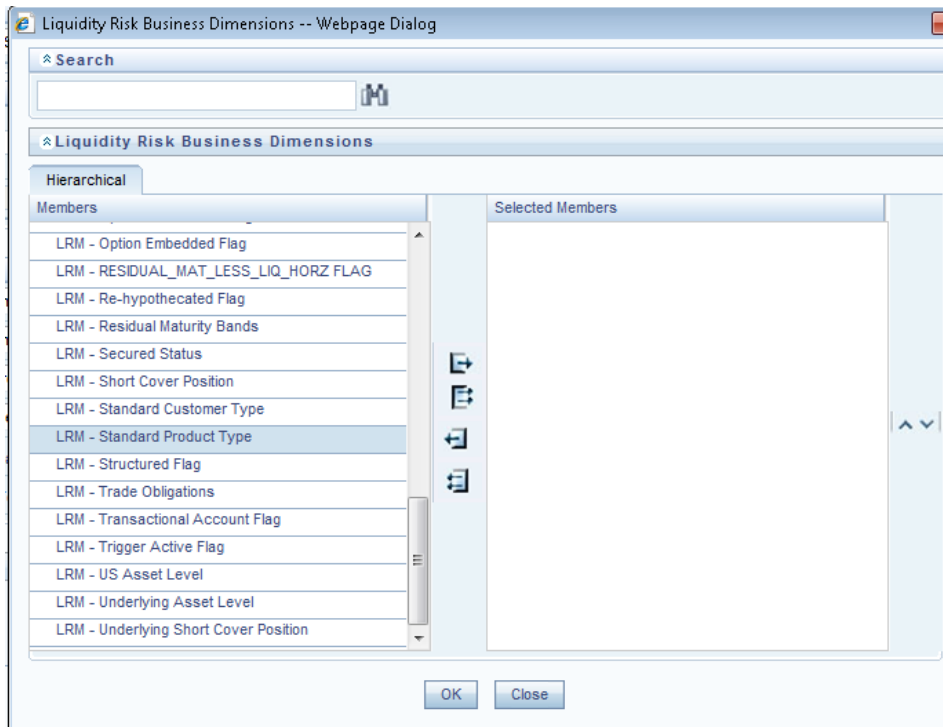 Liquidity Risk Business Dimensions -- Webpage Dialog
Search
Liquidity Risk Business Dimensions
Hierarchical
Members
Selected Members
LRM - Option Embedded Flag
LRM - RESIDUAL_MAT_LESS_LIQ_HORZ FLAG
LRM - Re-hypothecated Flag
LRM - Residual Maturity Bands
LRM - Secured Status
LRM - Short Cover Position
LRM - Standard Customer Type
LRM - Standard Product Type
LRM - Structured Flag
LRM - Trade Obligations
LRM - Transactional Account Flag
LRM - Trigger Active Flag
LRM - US Asset Level
LRM - Underlying Asset Level
LRM - Underlying Short Cover Position
OK
Close